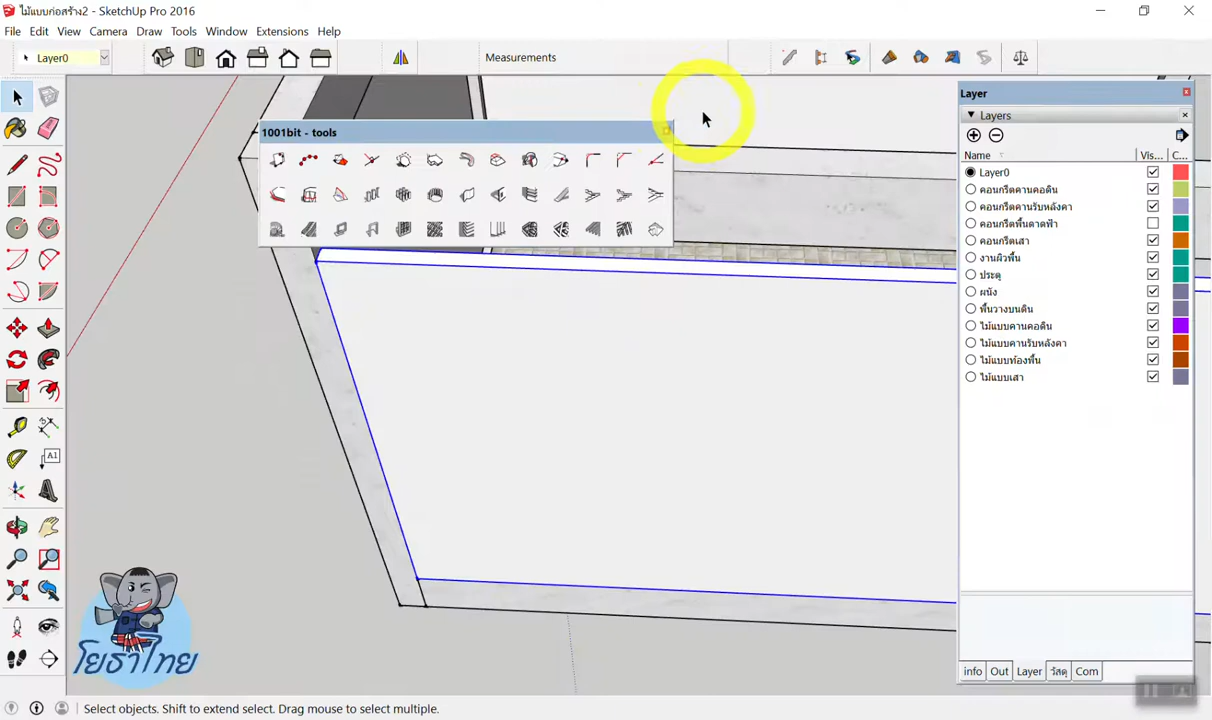 ไม้แบบก่อสร้าง2 - SketchUp Pro 2016
File Edit View Camera Draw Tools Window Extensions Help
Layer0
Measurements
1001bit - tools
Layer
Layers
Name Vis... C...
Layer0
คอนกรีตคานคอดิน
คอนกรีตคานรับหลังคา
คอนกรีตพื้นดาดฟ้า
คอนกรีตเสา
งานผิวพื้น
ประตู
ผนัง
พื้นวางบนดิน
ไม้แบบคานคอดิน
ไม้แบบคานรับหลังคา
ไม้แบบท้องพื้น
ไม้แบบเสา
A1
โยธาไทย
info Out Layer วัสดุ Com
Select objects. Shift to extend select. Drag mouse to select multiple.